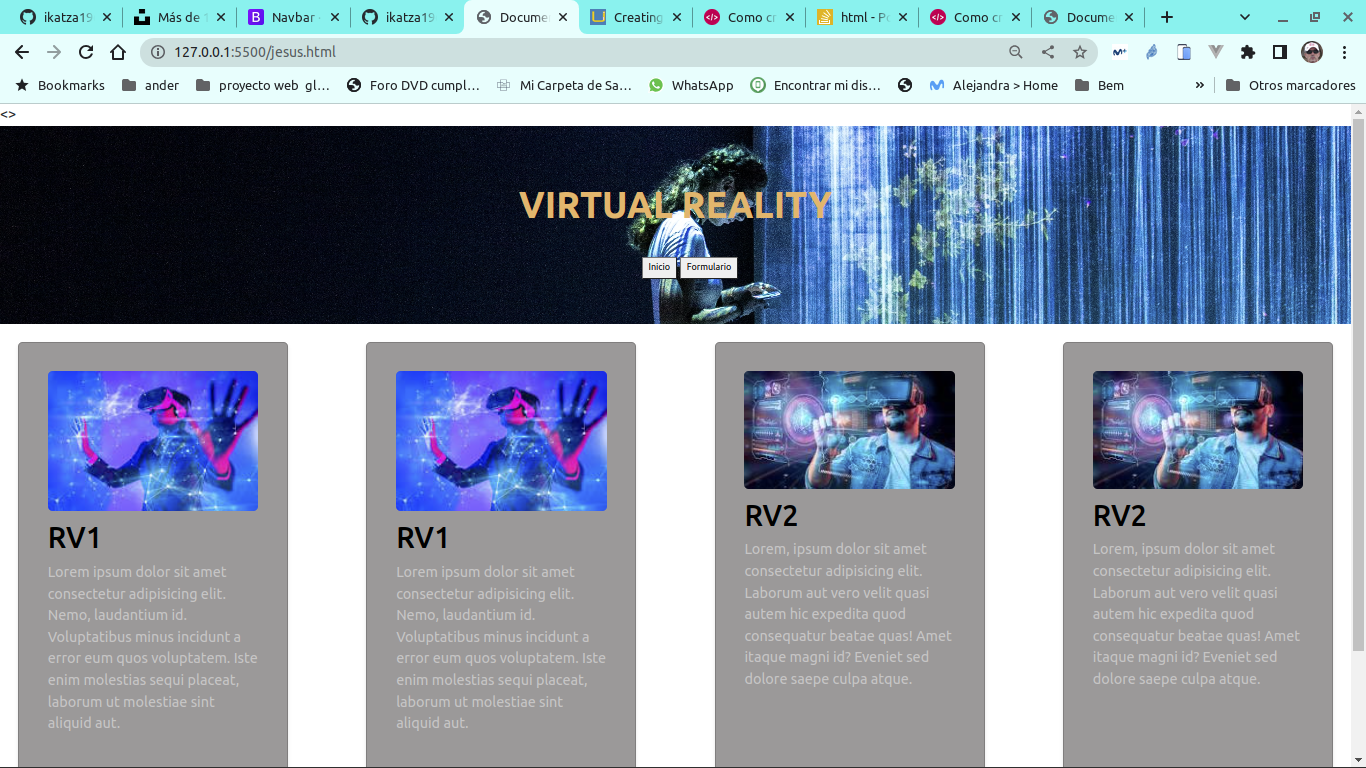 ikatza19
Más de 1
Navbar
ikatza19
Docume
Creating
Como cr
html - Po
Como cr
Docume
127.0.0.1:5500/jesus.html
Bookmarks
ander
proyecto web gl...
Foro DVD cumpl...
Mi Carpeta de Sa...
WhatsApp
Encontrar mi dis...
Alejandra > Home
Bem
»
Otros marcadores
<>
VIRTUAL REALITY
Inicio
Formulario
RV1
Lorem ipsum dolor sit amet
consectetur adipisicing elit.
Nemo, laudantium id.
Voluptatibus minus incidunt a
error eum quos voluptatem. Iste
enim molestias sequi placeat,
laborum ut molestiae sint
aliquid aut.
RV1
Lorem ipsum dolor sit amet
consectetur adipisicing elit.
Nemo, laudantium id.
Voluptatibus minus incidunt a
error eum quos voluptatem. Iste
enim molestias sequi placeat,
laborum ut molestiae sint
aliquid aut.
RV2
Lorem, ipsum dolor sit amet
consectetur adipisicing elit.
Laborum aut vero velit quasi
autem hic expedita quod
consequatur beatae quas! Amet
itaque magni id? Eveniet sed
dolore saepe culpa atque.
RV2
Lorem, ipsum dolor sit amet
consectetur adipisicing elit.
Laborum aut vero velit quasi
autem hic expedita quod
consequatur beatae quas! Amet
itaque magni id? Eveniet sed
dolore saepe culpa atque.